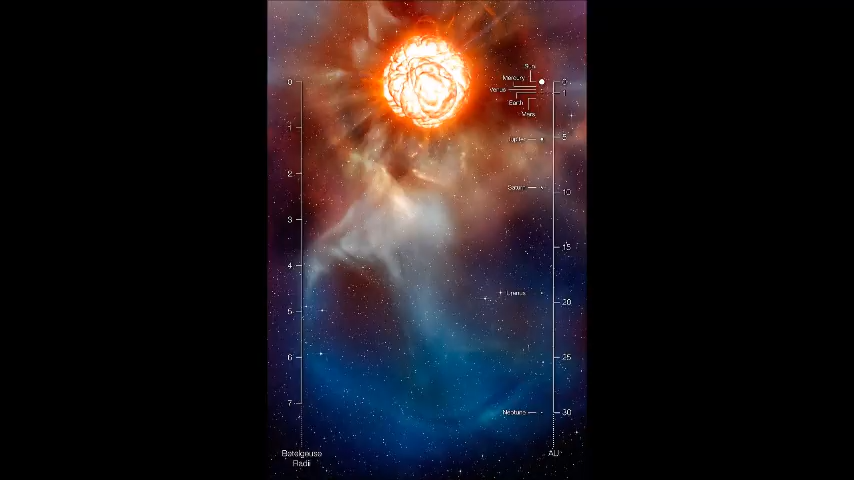 Sun
Mercury
Venus
Earth
Mars
Jupiter
Saturn
Uranus
Neptune
0
1
2
3
4
5
6
7
Betelgeuse
Radii
0
1
5
10
15
20
25
30
AU